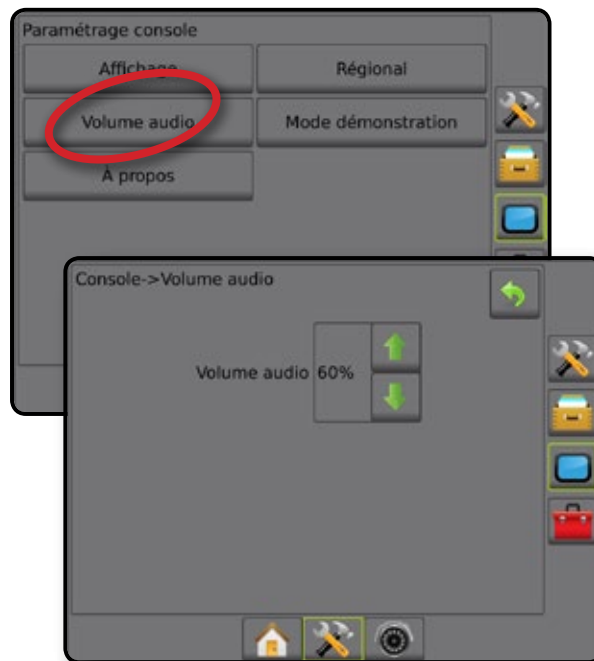 Paramétrage console
Affichage Régional
Volume audio Mode démonstration
À propos
Console->Volume audio
Volume audio 60%